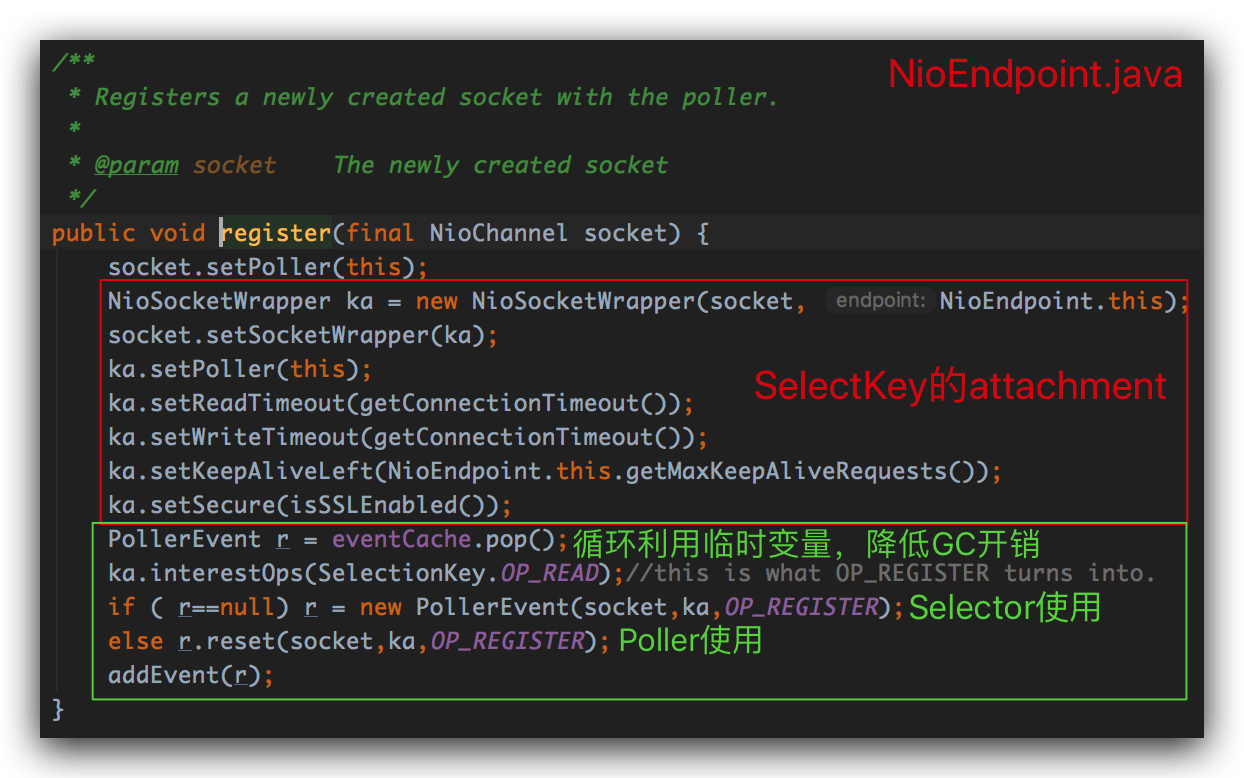 /**
NioEndpoint.java
* Registers a newly created socket with the poller.
*
* @param socket    The newly created socket
*/
public void register(final NioChannel socket) {
socket.setPoller(this);
NioSocketWrapper ka = new NioSocketWrapper(socket, endpoint: NioEndpoint.this);
socket.setSocketWrapper(ka);
ka.setPoller(this);
SelectKey的attachment
ka.setReadTimeout(getConnectionTimeout());
ka.setWriteTimeout(getConnectionTimeout());
ka.setKeepAliveLeft(NioEndpoint.this.getMaxKeepAliveRequests());
ka.setSecure(isSSLEnabled());
PollerEvent r = eventCache.pop();循环利用临时变量，降低GC开销
ka.interestOps(SelectionKey.OP_READ);//this is what OP_REGISTER turns into.
if ( r==null) r = new PollerEvent(socket,ka,OP_REGISTER);Selector使用
else r.reset(socket,ka,OP_REGISTER); Poller使用
addEvent(r);
}